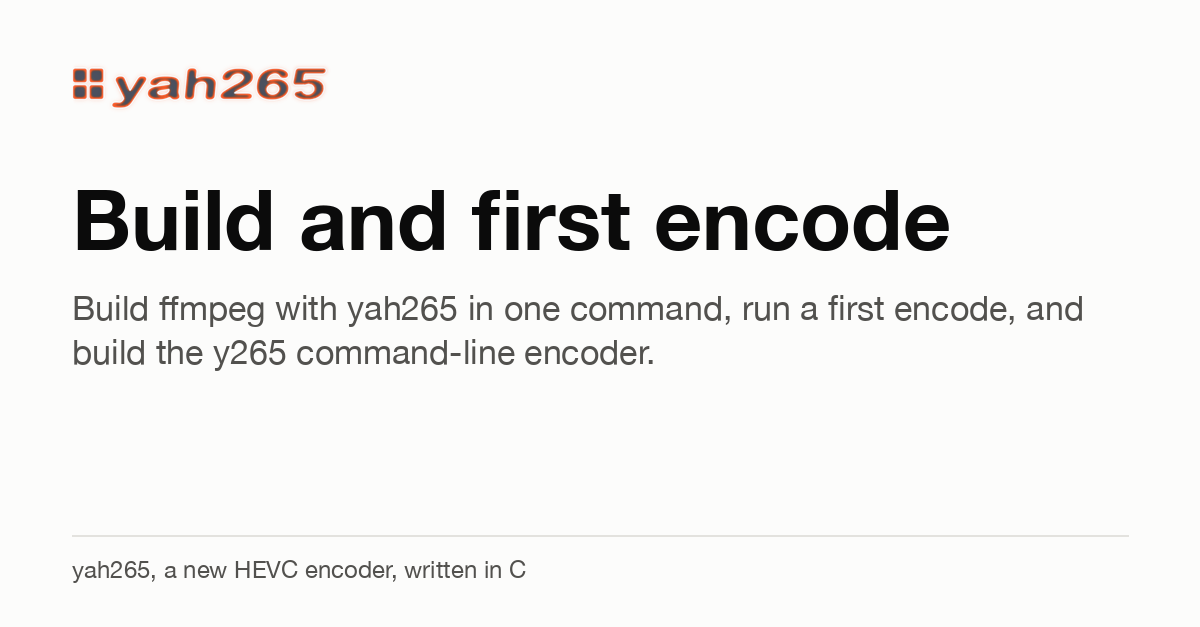 yah265
Build and first encode
Build ffmpeg with yah265 in one command, run a first encode, and
build the y265 command-line encoder.
yah265, a new HEVC encoder, written in C